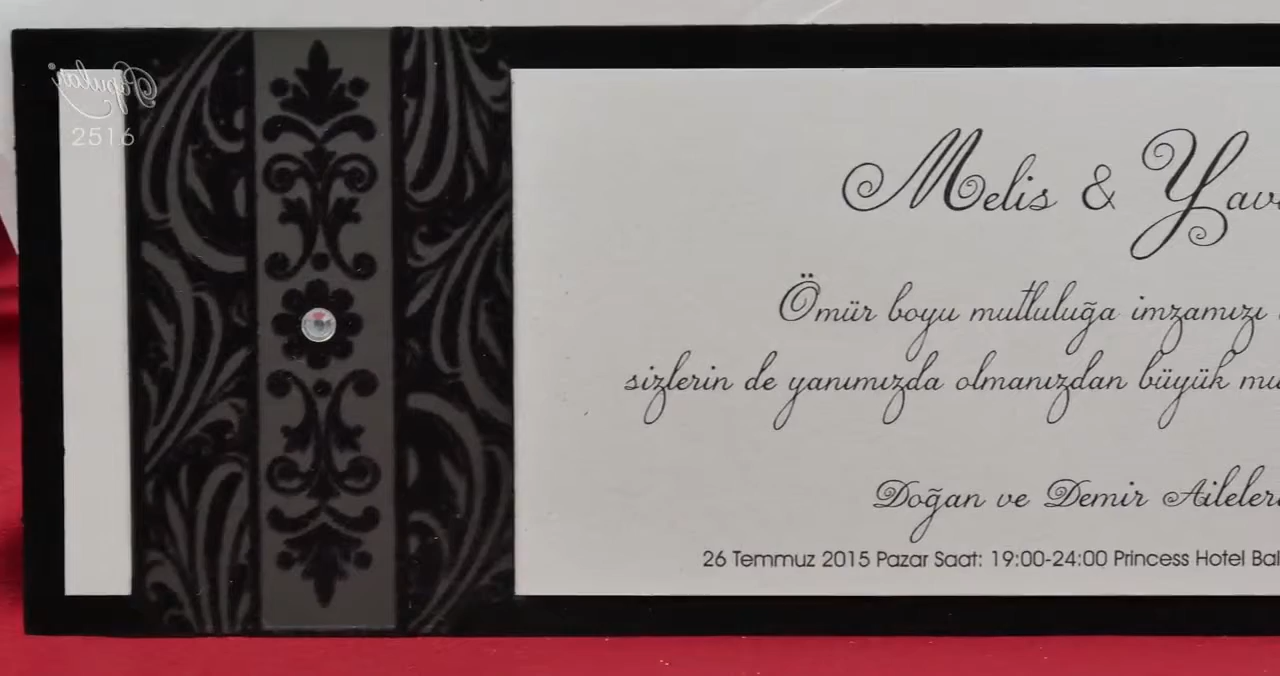 Popular
2516
Melis &
Ömür boyu mutluluğa imzamızı
sizlerin de yanımızda olmanızdan büyük
Doğan ve Demir
26 Temmuz 2015 Pazar Saat: 19:00-24:00 Princess Hotel